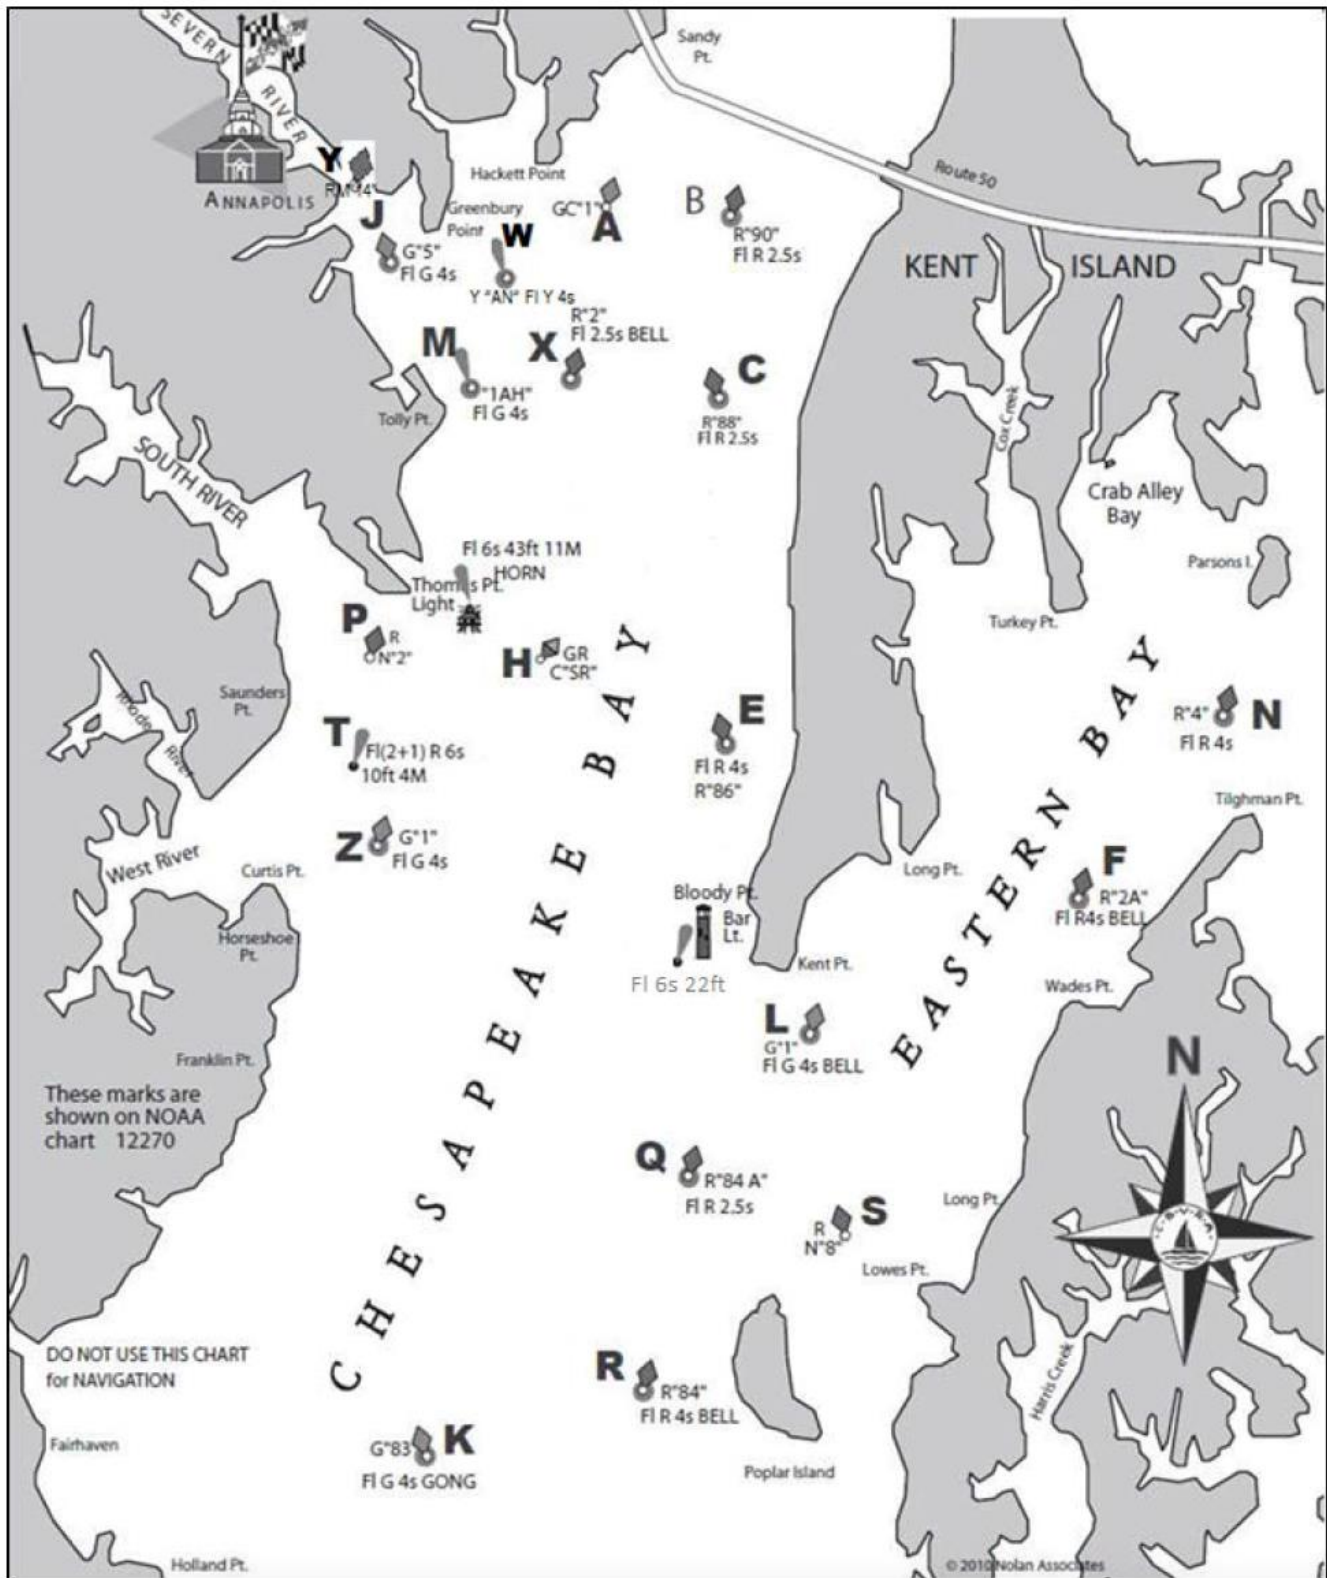 SEVERN
RIVER
Sandy
Pt.
Y
ANNAPOLIS
J
Hackett Point
Greenbury
Point
W
GC"1"
A
B
R"90"
Fl R 2.5s
Route 50
KENT ISLAND
G"5"
Fl G 4s
Y "AN" Fl Y 4s
R"2"
Fl 2.5s BELL
M
X
C
"1AH"
Fl G 4s
Tolly Pt.
R"88"
Fl R 2.5s
Cox Creek
SOUTH RIVER
Crab Alley
Bay
Fl 6s 43ft 11M
HORN
Thomas Pt.
Light
Parsons I.
Turkey Pt.
P
R
N"2"
H
GR
C"SR"
Saunders
Pt.
Rhode
River
T
Fl(2+1) R 6s
10ft 4M
E
Fl R 4s
R"86"
R"4"
N
Fl R 4s
Tilghman Pt.
Z
G"1"
Fl G 4s
West River
Curtis Pt.
Long Pt.
F
R"2A"
Fl R4s BELL
Bloody Pt.
Bar
Lt.
Horseshoe
Pt.
Kent Pt.
Fl 6s 22ft
Wades Pt.
CHESAPEAKE BAY
EASTERN BAY
L
G"1"
Fl G 4s BELL
N
Franklin Pt.
These marks are
shown on NOAA
chart 12270
Q
R"84 A"
Fl R 2.5s
Long Pt.
S
R
N"8"
C.B.Y.R.A.
Lowes Pt.
DO NOT USE THIS CHART
for NAVIGATION
R
R"84"
Fl R 4s BELL
Harris Creek
Fairhaven
G"83
K
Fl G 4s GONG
Poplar Island
Holland Pt.
© 2010 Nolan Associates